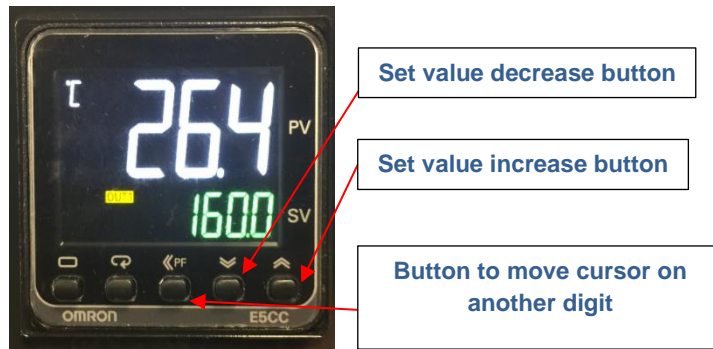 ℃
26.4
PV
OUT1
160.0
SV
PF
OMRON E5CC
Set value decrease button
Set value increase button
Button to move cursor on
another digit